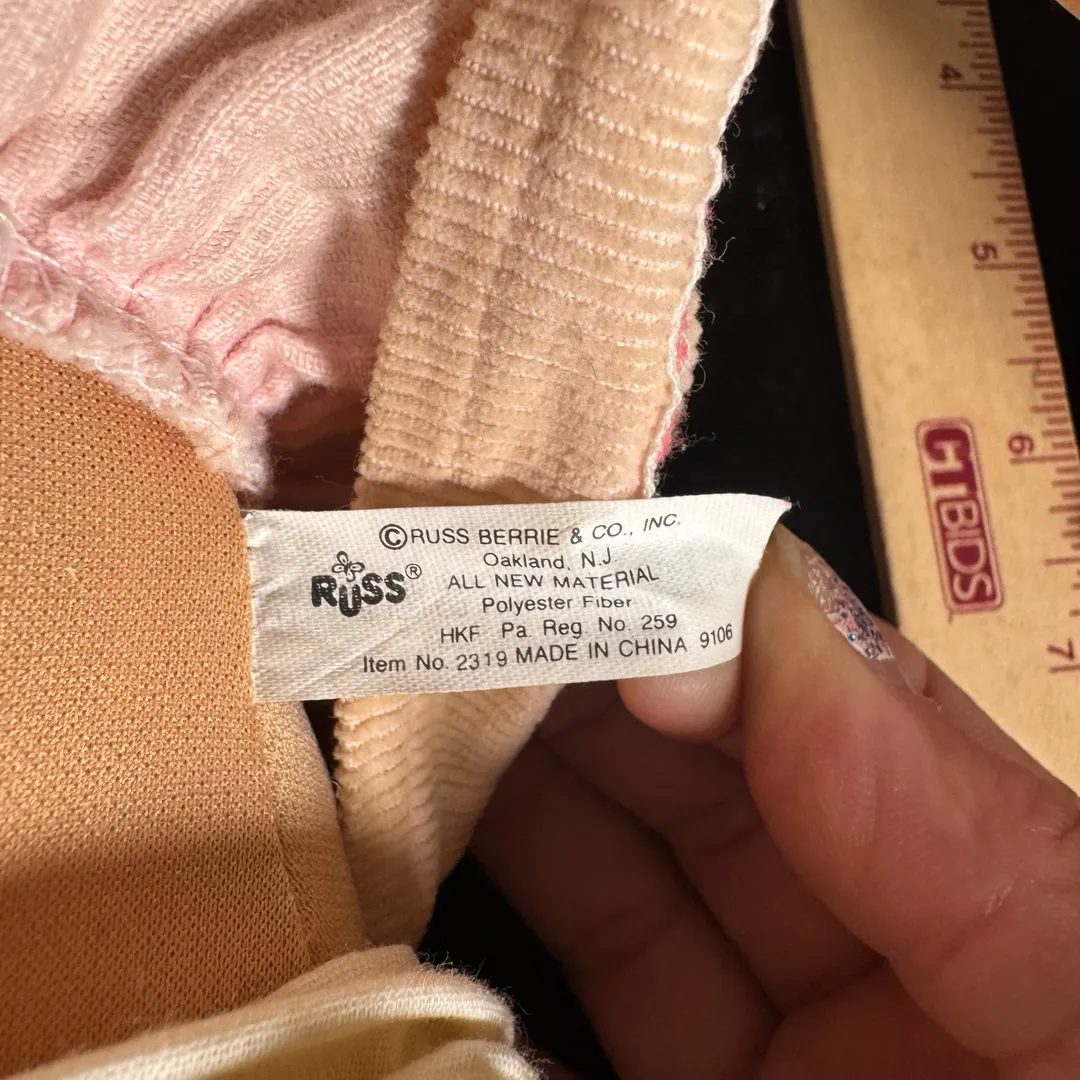 ©RUSS BERRIE & CO., INC.
Oakland, N.J.
RUSS®
ALL NEW MATERIAL
Polyester Fiber
HKF Pa. Reg. No. 259
Item No. 2319 MADE IN CHINA 9106
4
5
6
CTBIDS
7